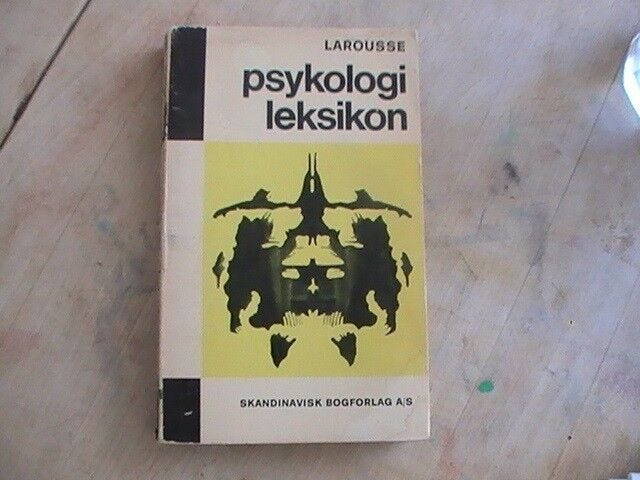 LAROUSSE
psykologi
leksikon
SKANDINAVISK BOGFORLAG A/S